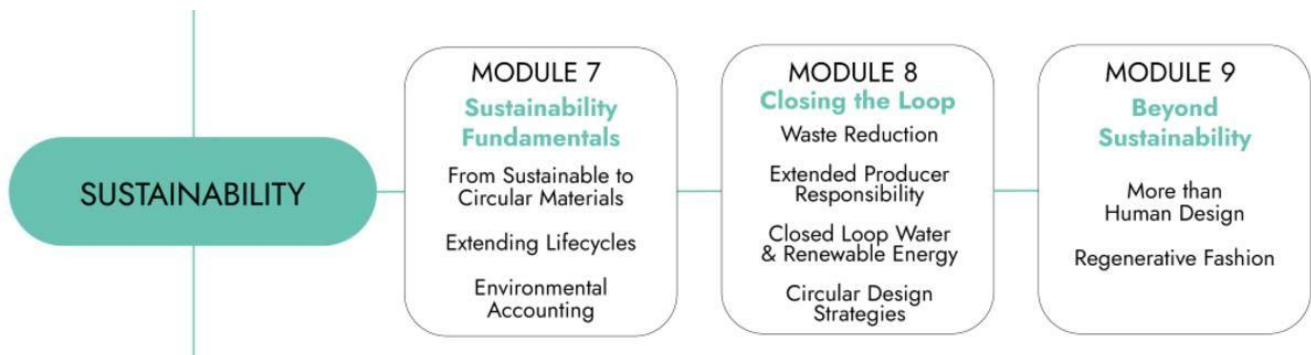 SUSTAINABILITY
MODULE 7
Sustainability
Fundamentals
From Sustainable to
Circular Materials
Extending Lifecycles
Environmental
Accounting
MODULE 8
Closing the Loop
Waste Reduction
Extended Producer
Responsibility
Closed Loop Water
& Renewable Energy
Circular Design
Strategies
MODULE 9
Beyond
Sustainability
More than
Human Design
Regenerative Fashion